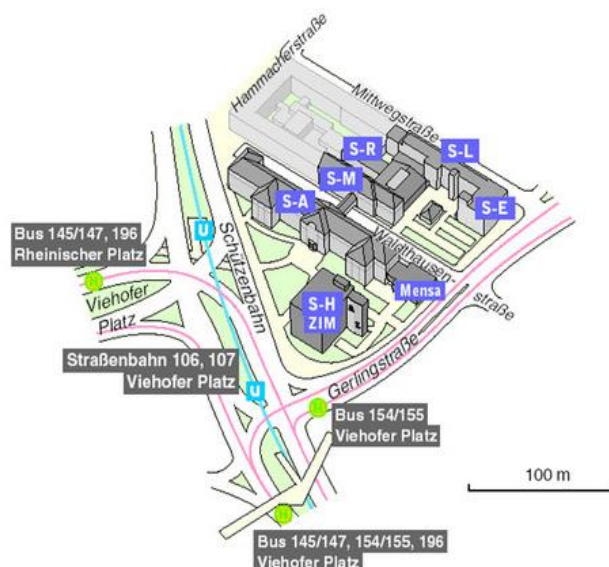 Hammacherstraße
Mittwegstraße
S-R
S-L
S-M
S-A
S-E
Waldthausen-
straße
Bus 145/147, 196
Rheinischer Platz
U
Schützenbahn
H
Viehofer
Platz
Mensa
S-H
ZIM
Straßenbahn 106, 107
Viehofer Platz
U
Gerlingstraße
H
Bus 154/155
Viehofer Platz
100 m
H
Bus 145/147, 154/155, 196
Viehofer Platz